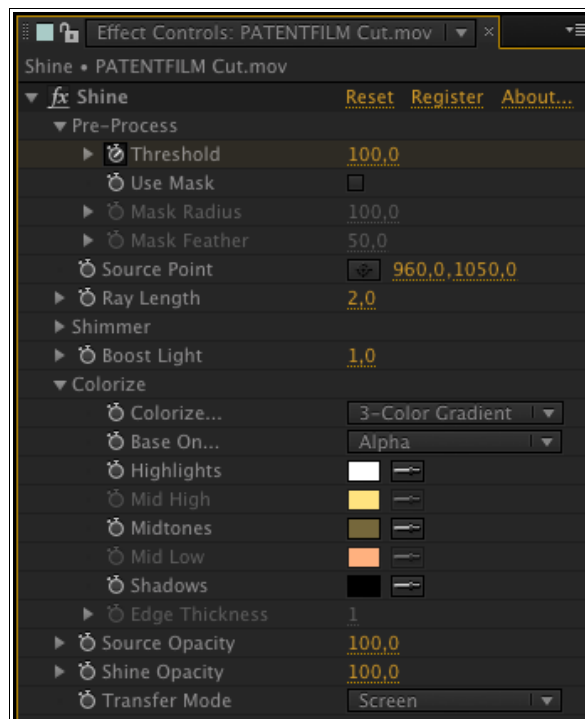 Effect Controls: PATENTFILM Cut.mov
Shine • PATENTFILM Cut.mov
fx Shine Reset Register About...
Pre-Process
Threshold 100,0
Use Mask
Mask Radius 100,0
Mask Feather 50,0
Source Point 960,0,1050,0
Ray Length 2,0
Shimmer
Boost Light 1,0
Colorize
Colorize... 3-Color Gradient
Base On... Alpha
Highlights
Mid High
Midtones
Mid Low
Shadows
Edge Thickness 1
Source Opacity 100,0
Shine Opacity 100,0
Transfer Mode Screen